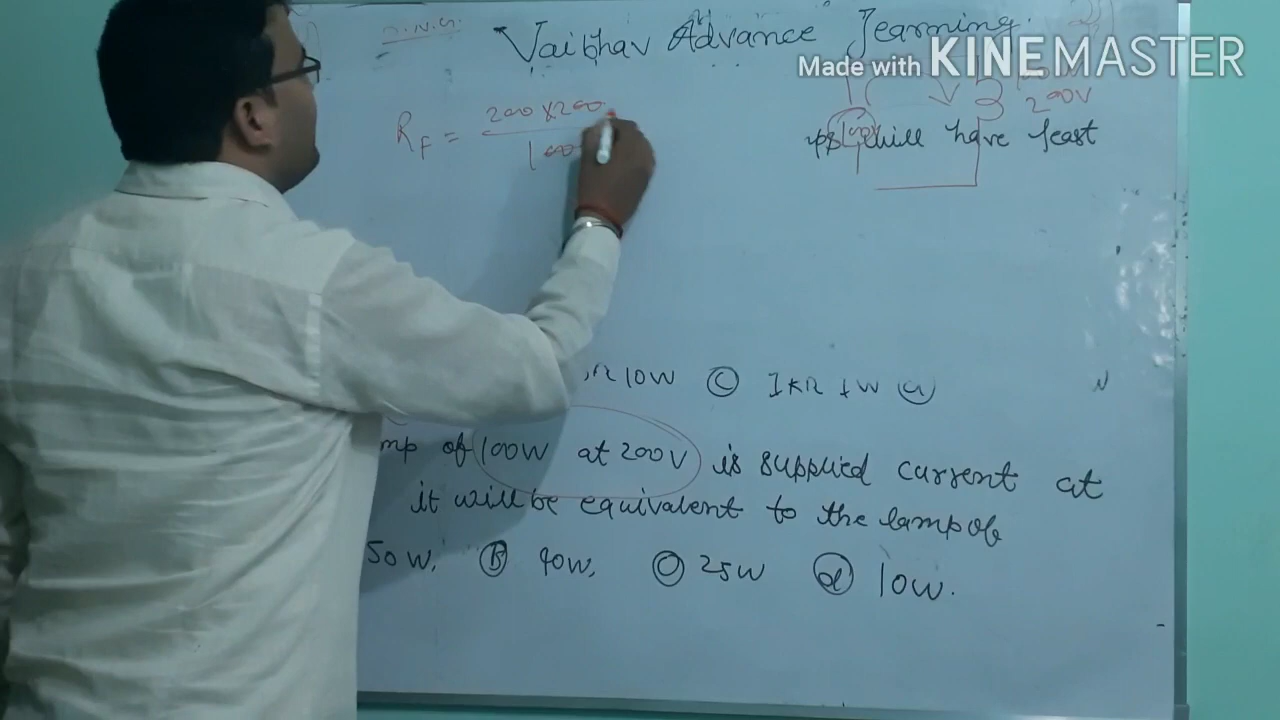 Vaibhav Advance Learning.
Made with KINEMASTER
200V
R_F = 200 x 200
100
will have least
10W Ⓒ 1KΩ 1W ⓓ
mp of 100W at 200V is supplied current at
it will be equivalent to the lamp of
50W, Ⓑ 90W, Ⓒ 25W ⓓ 10W.